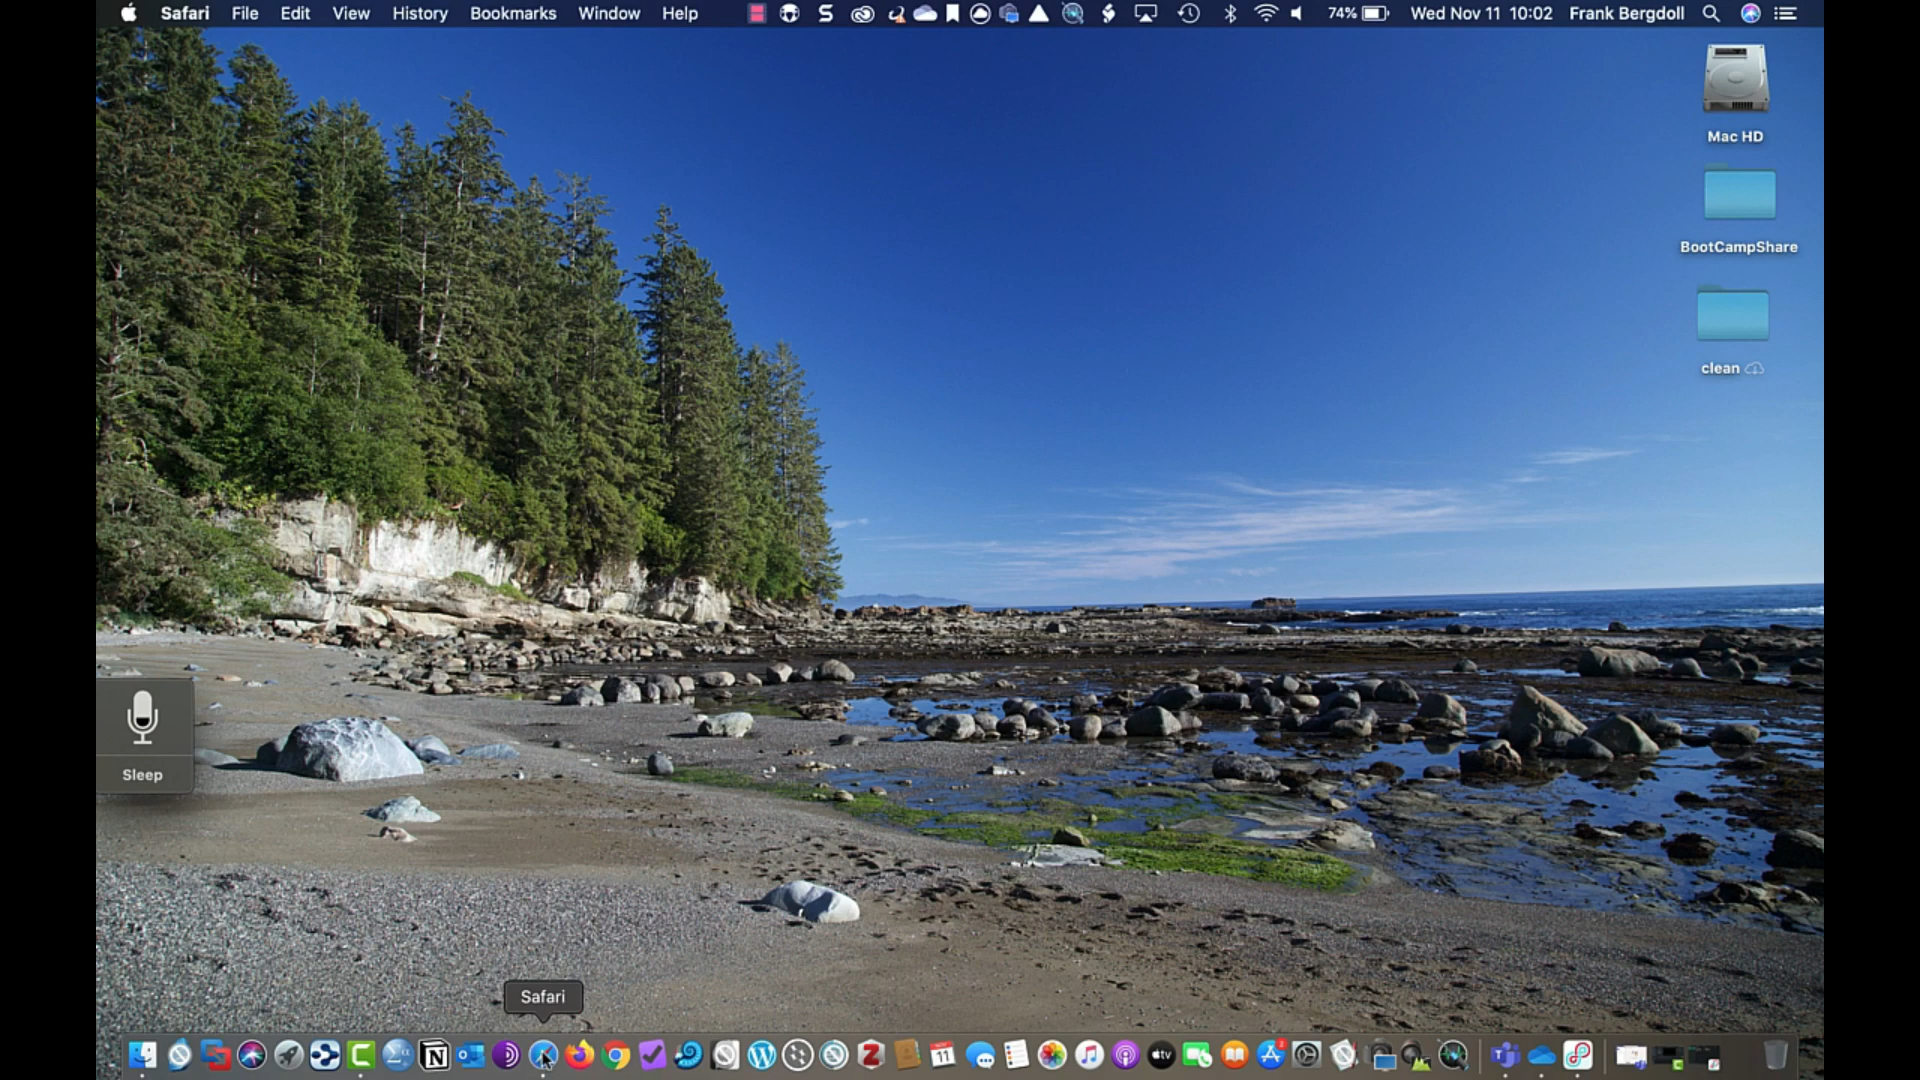 Safari File Edit View History Bookmarks Window Help 74% Wed Nov 11 10:02 Frank Bergdoll
Mac HD
BootCampShare
clean
Sleep
Safari
11